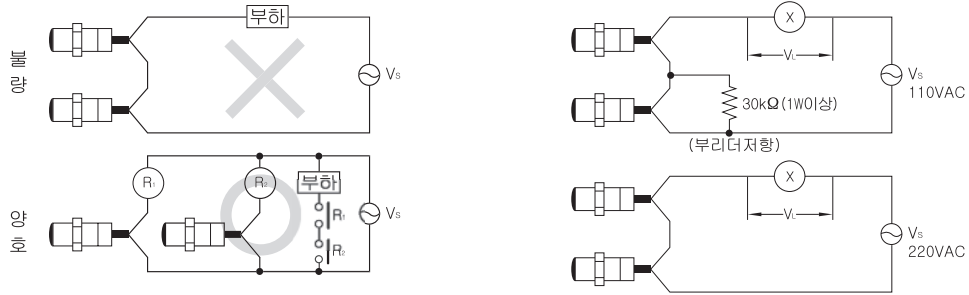 불량
부하
Vs
양호
R₁
R₂
부하
R₁
R₂
Vs
X
VL
Vs
110VAC
30kΩ(1W이상)
(부리더저항)
X
VL
Vs
220VAC